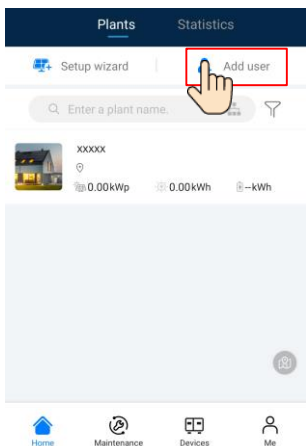 Plants Statistics
Setup wizard Add user
Enter a plant name.
xxxxx
0.00kWp 0.00kWh --kWh
Home Maintenance Devices Me